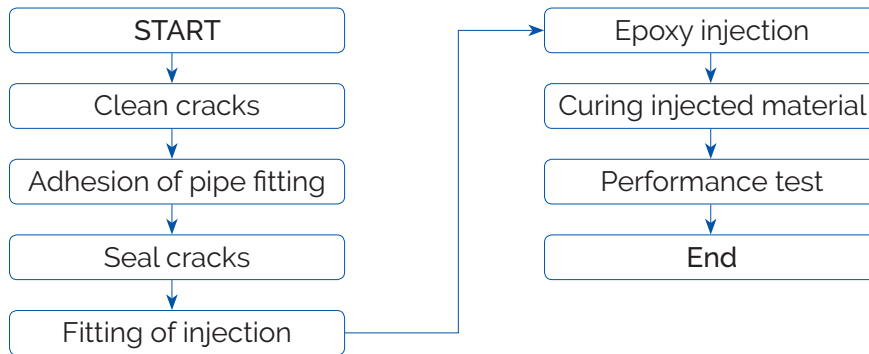 START
Clean cracks
Adhesion of pipe fitting
Seal cracks
Fitting of injection
Epoxy injection
Curing injected material
Performance test
End